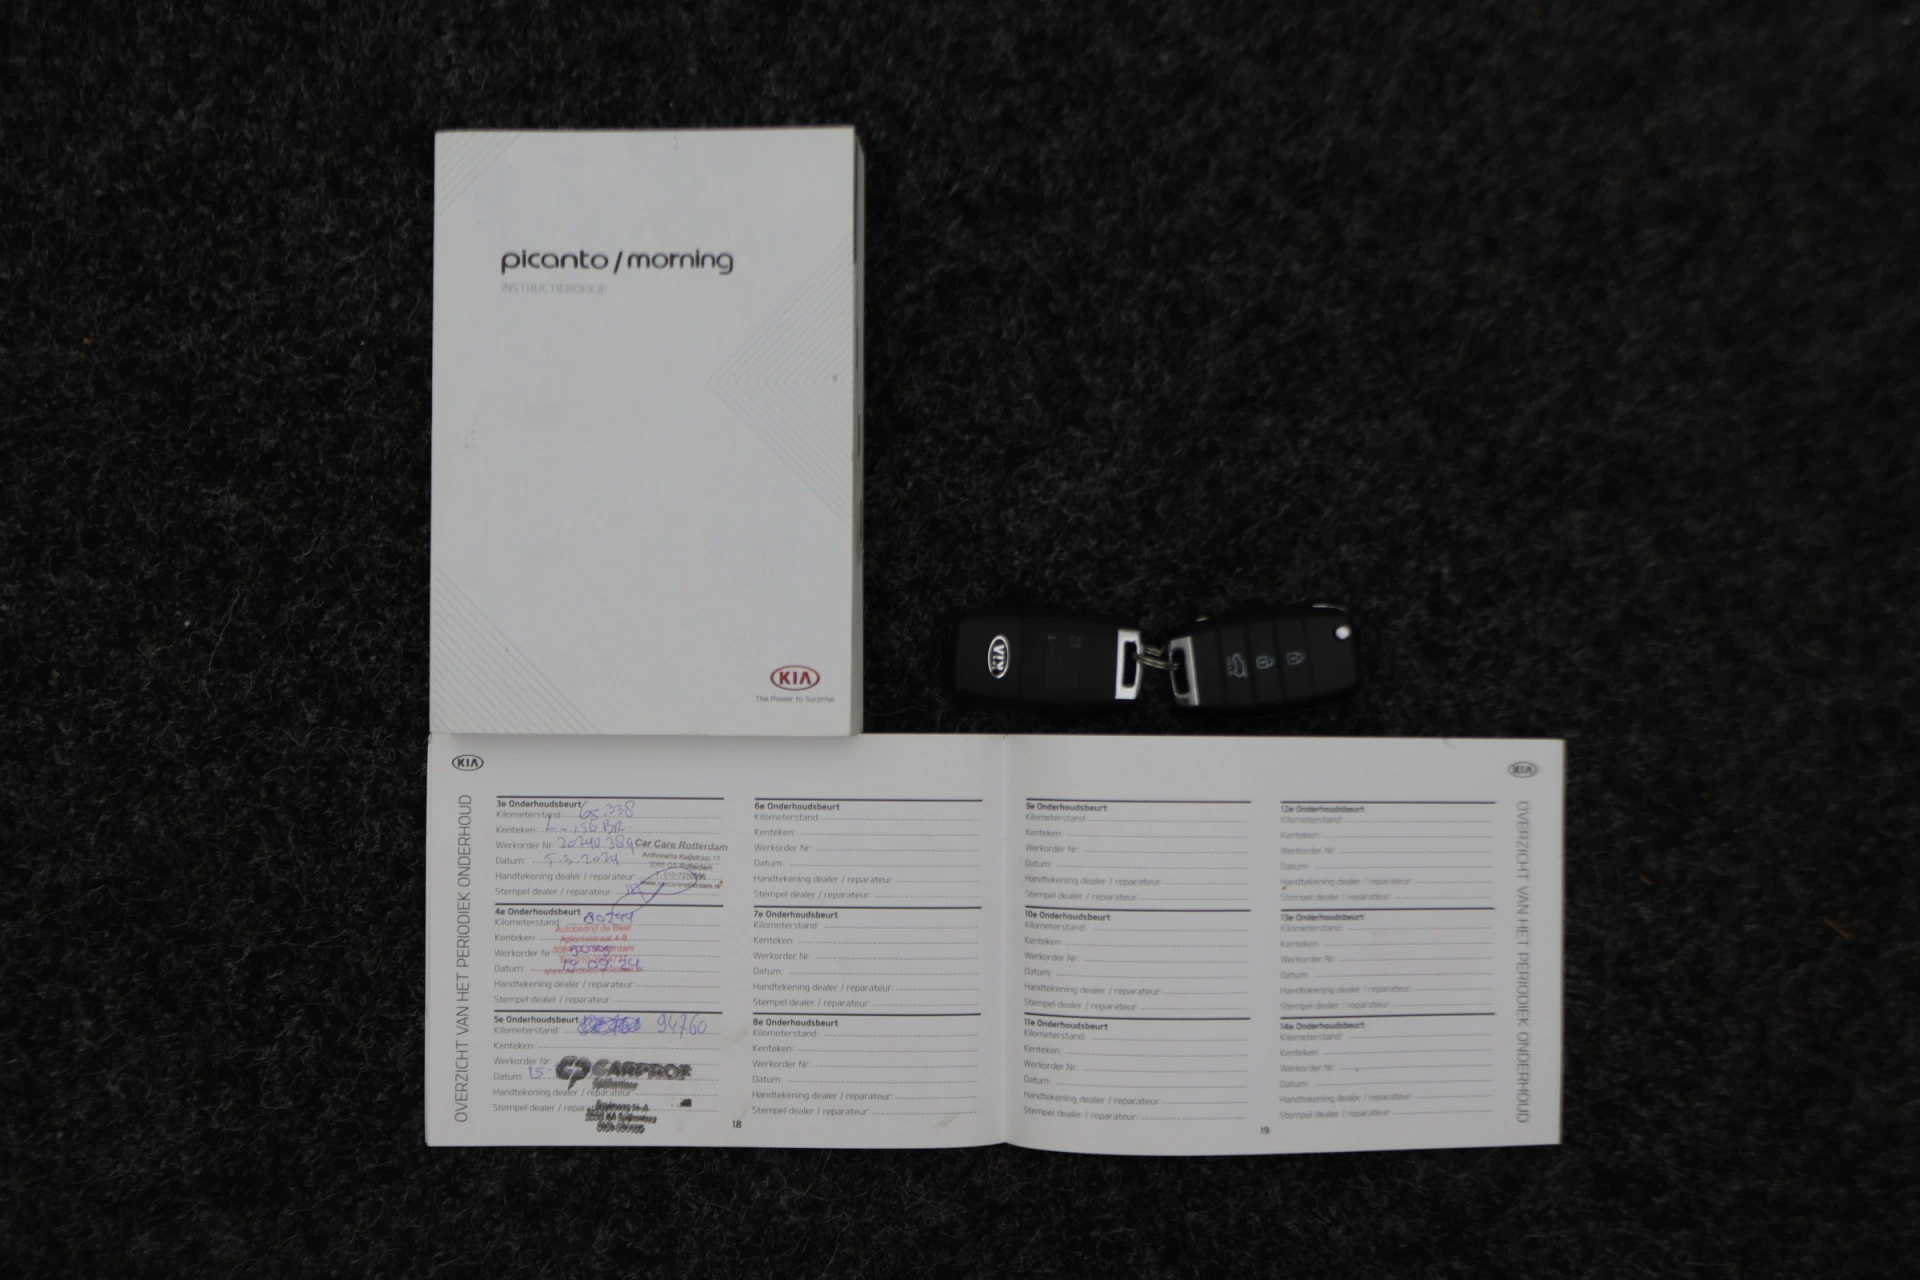 picanto / morning
INSTRUCTIEBOEKJE
KIA
The Power to Surprise
KIA
KIA
OVERZICHT VAN HET PERIODIEK ONDERHOUD
3e Onderhoudsbeurt
Kilometerstand
Kenteken:
Werkorder Nr:
Datum:
Handtekening dealer / reparateur
Stempel dealer / reparateur
Car Care Rotterdam
4e Onderhoudsbeurt
Kilometerstand
Kenteken:
Werkorder Nr:
Datum:
Handtekening dealer / reparateur
Stempel dealer / reparateur
Autobedrijf de Beer
5e Onderhoudsbeurt
Kilometerstand: 94760
Kenteken:
Werkorder Nr:
Datum: 15
Handtekening dealer / reparateur
Stempel dealer
CARPROF
6e Onderhoudsbeurt
Kilometerstand
Kenteken:
Werkorder Nr:
Datum:
Handtekening dealer / reparateur
Stempel dealer / reparateur
7e Onderhoudsbeurt
Kilometerstand:
Kenteken:
Werkorder Nr:
Datum:
Handtekening dealer / reparateur
Stempel dealer / reparateur
8e Onderhoudsbeurt
Kilometerstand:
Kenteken:
Werkorder Nr:
Datum:
Handtekening dealer / reparateur
Stempel dealer / reparateur
18
9e Onderhoudsbeurt
Kilometerstand:
Kenteken:
Werkorder Nr:
Datum:
Handtekening dealer / reparateur
Stempel dealer / reparateur
10e Onderhoudsbeurt
Kilometerstand:
Kenteken:
Werkorder Nr:
Datum:
Handtekening dealer / reparateur
Stempel dealer / reparateur
11e Onderhoudsbeurt
Kilometerstand:
Kenteken:
Werkorder Nr:
Datum:
Handtekening dealer / reparateur
Stempel dealer / reparateur
12e Onderhoudsbeurt
Kilometerstand:
Kenteken:
Werkorder Nr:
Datum:
Handtekening dealer / reparateur
Stempel dealer / reparateur
13e Onderhoudsbeurt
Kilometerstand:
Kenteken:
Werkorder Nr:
Datum:
Handtekening dealer / reparateur
Stempel dealer / reparateur
14e Onderhoudsbeurt
Kilometerstand:
Kenteken:
Werkorder Nr:
Datum:
Handtekening dealer / reparateur
Stempel dealer / reparateur
19
KIA
OVERZICHT VAN HET PERIODIEK ONDERHOUD